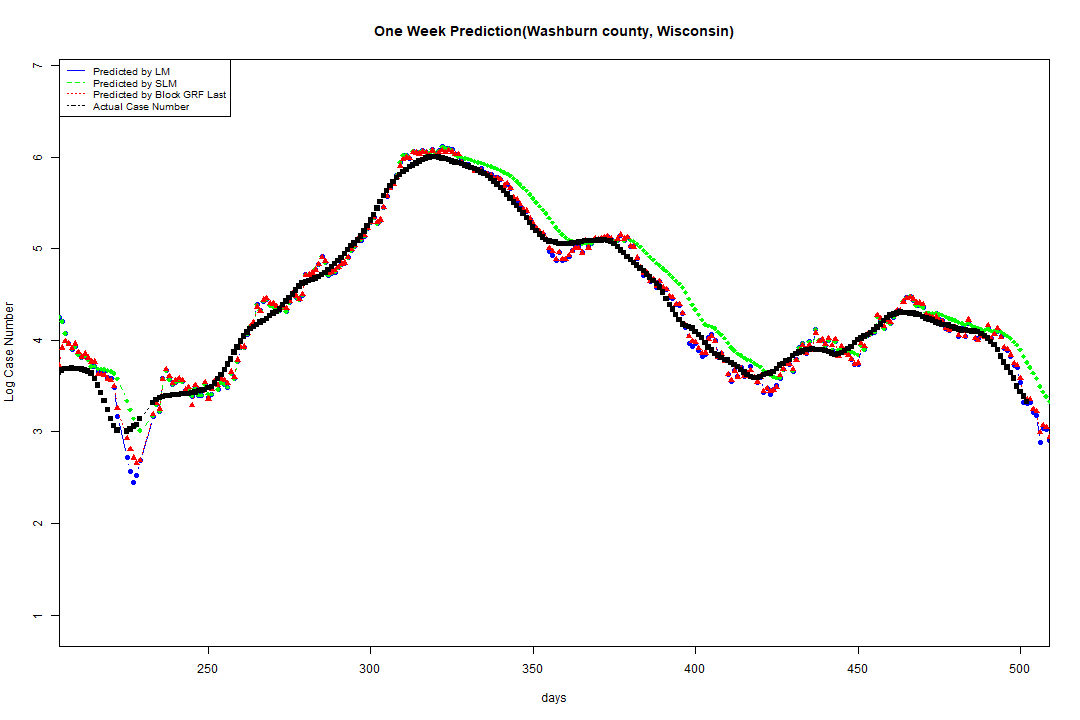 One Week Prediction(Washburn county, Wisconsin)
Predicted by LM
Predicted by SLM
Predicted by Block GRF Last
Actual Case Number
7
6
5
4
3
2
1
Log Case Number
250 300 350 400 450 500
days